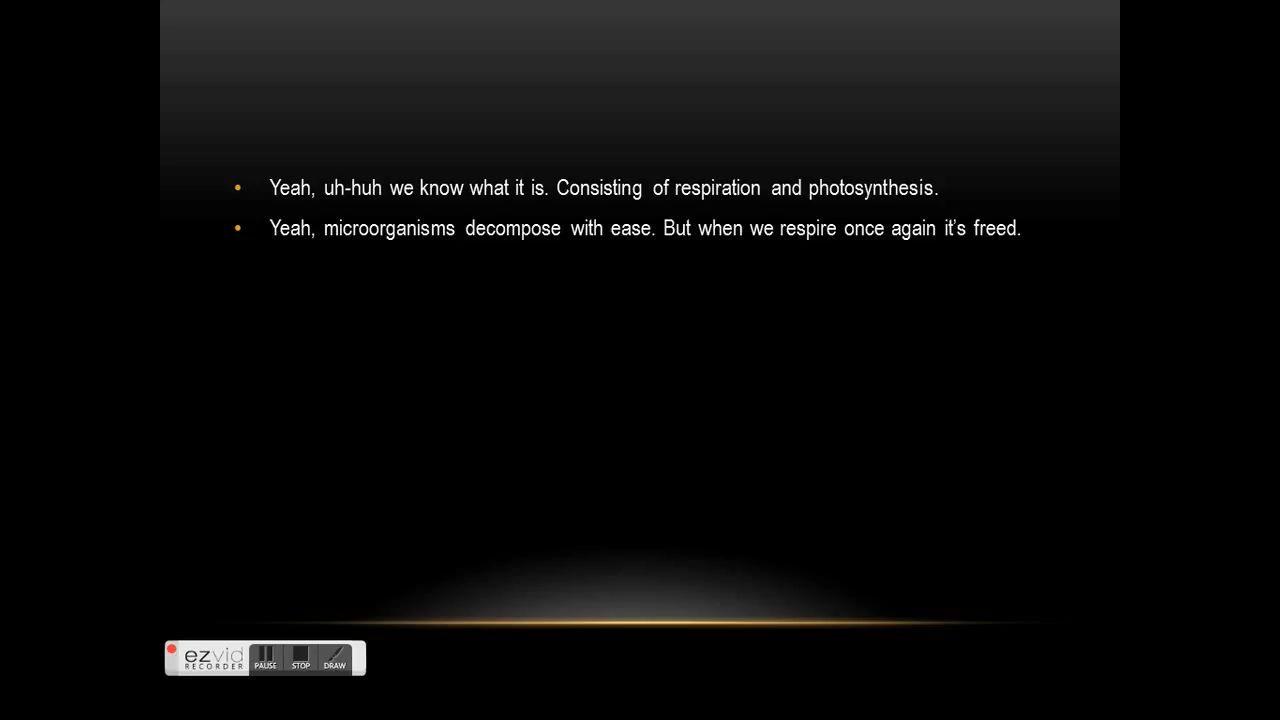 • Yeah, uh-huh we know what it is. Consisting of respiration and photosynthesis.
• Yeah, microorganisms decompose with ease. But when we respire once again it’s freed.
ezvid
RECORDER
PAUSE STOP DRAW